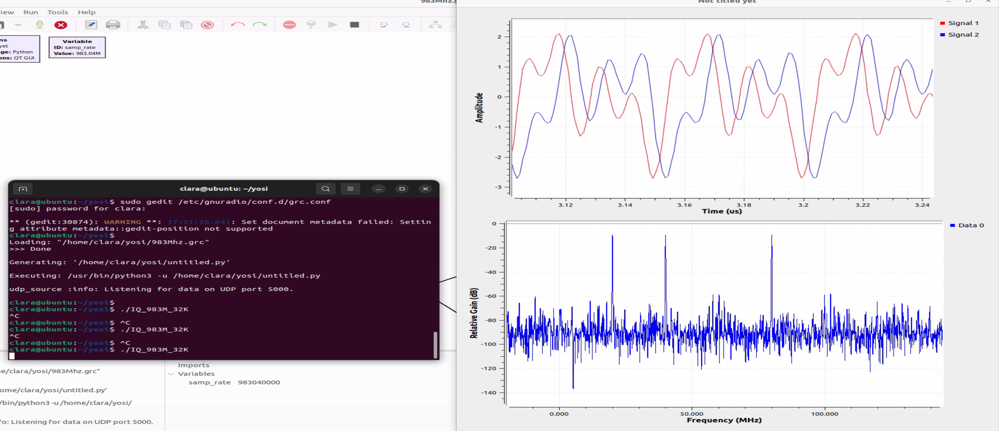 983Mhz.g
Not titled yet
View Run Tools Help
ns
yet
ge: Python
ons: QT GUI
Variable
ID: samp_rate
Value: 983.04M
clara@ubuntu: ~/yosi
clara@ubuntu:~/yosi$ sudo gedit /etc/gnuradio/conf.d/grc.conf
[sudo] password for clara:
** (gedit:30874): WARNING **: 17:21:26.641: Set document metadata failed: Settin
g attribute metadata::gedit-position not supported
clara@ubuntu:~/yosi$
Loading: "/home/clara/yosi/983Mhz.grc"
>>> Done
Generating: '/home/clara/yosi/untitled.py'
Executing: /usr/bin/python3 -u /home/clara/yosi/untitled.py
udp_source :info: Listening for data on UDP port 5000.
clara@ubuntu:~/yosi$
clara@ubuntu:~/yosi$ ./IQ_983M_32K
^C
clara@ubuntu:~/yosi$ ^C
clara@ubuntu:~/yosi$ ./IQ_983M_32K
^C
clara@ubuntu:~/yosi$ ^C
clara@ubuntu:~/yosi$ ./IQ_983M_32K
e/clara/yosi/983Mhz.grc"
ome/clara/yosi/untitled.py'
/bin/python3 -u /home/clara/yosi/
fo: Listening for data on UDP port 5000.
Imports
Variables
samp_rate 983040000
Signal 1
Signal 2
Amplitude
2
1
0
-1
-2
-3
3.12 3.14 3.16 3.18 3.2 3.22 3.24
Time (us)
Data 0
Relative Gain (dB)
0
-20
-40
-60
-80
-100
-120
-140
0.000 50.000 100.000
Frequency (MHz)